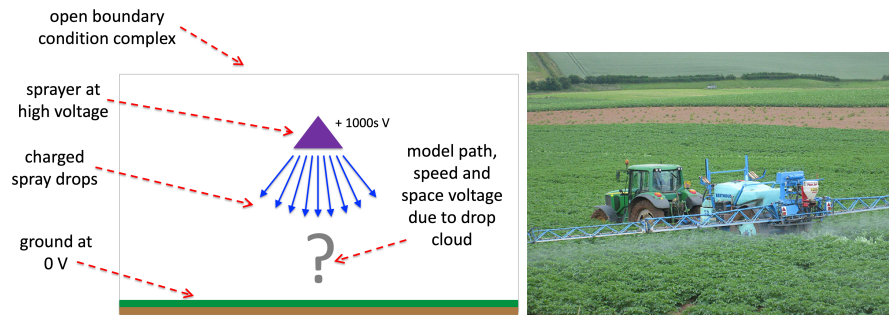 open boundary
condition complex
sprayer at
high voltage
+ 1000s V
charged
spray drops
model path,
speed and
space voltage
due to drop
cloud
ground at
0 V
?